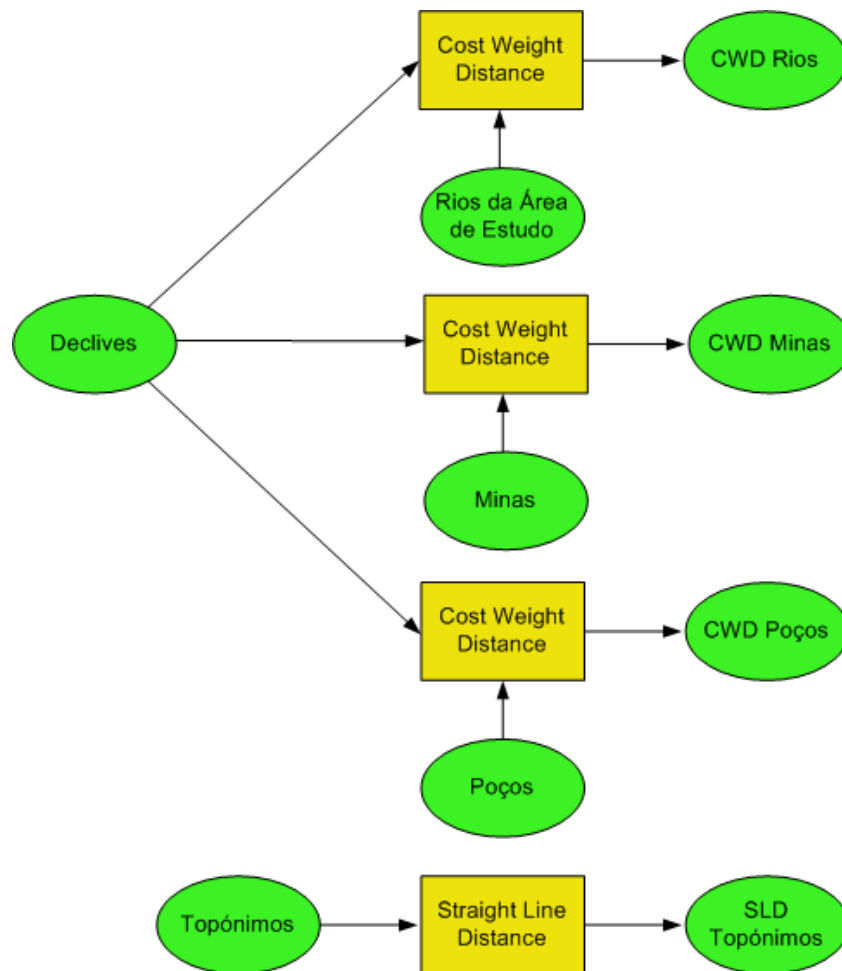 Cost Weight
Distance
CWD Rios
Rios da Área
de Estudo
Declives
Cost Weight
Distance
CWD Minas
Minas
Cost Weight
Distance
CWD Poços
Poços
Topónimos
Straight Line
Distance
SLD
Topónimos